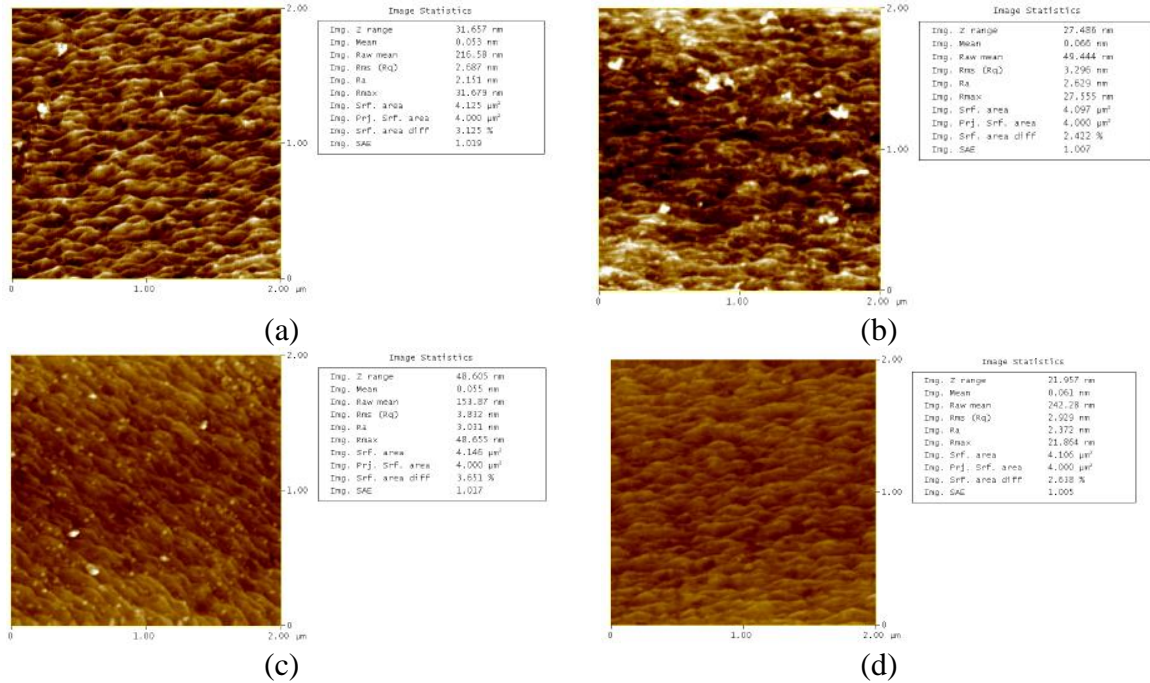 2.00
1.00
0
0
1.00
2.00 µm
Image Statistics
Img. Z range 31.657 nm
Img. Mean 0.053 nm
Img. Raw mean 216.58 nm
Img. Rms (Rq) 2.687 nm
Img. Ra 2.151 nm
Img. Rmax 31.679 nm
Img. Srf. area 4.125 µm²
Img. Prj. Srf. area 4.000 µm²
Img. Srf. area diff 3.125 %
Img. SAE 1.019
(a)
2.00
1.00
0
0
1.00
2.00 µm
Image Statistics
Img. Z range 27.486 nm
Img. Mean 0.066 nm
Img. Raw mean 49.444 nm
Img. Rms (Rq) 3.296 nm
Img. Ra 2.629 nm
Img. Rmax 27.555 nm
Img. Srf. area 4.097 µm²
Img. Prj. Srf. area 4.000 µm²
Img. Srf. area diff 2.422 %
Img. SAE 1.007
(b)
2.00
1.00
0
0
1.00
2.00 µm
Image Statistics
Img. Z range 48.605 nm
Img. Mean 0.055 nm
Img. Raw mean 153.87 nm
Img. Rms (Rq) 3.832 nm
Img. Ra 3.031 nm
Img. Rmax 48.655 nm
Img. Srf. area 4.146 µm²
Img. Prj. Srf. area 4.000 µm²
Img. Srf. area diff 3.651 %
Img. SAE 1.017
(c)
2.00
1.00
0
0
1.00
2.00 µm
Image Statistics
Img. Z range 21.957 nm
Img. Mean 0.061 nm
Img. Raw mean 242.28 nm
Img. Rms (Rq) 2.929 nm
Img. Ra 2.372 nm
Img. Rmax 21.864 nm
Img. Srf. area 4.106 µm²
Img. Prj. Srf. area 4.000 µm²
Img. Srf. area diff 2.638 %
Img. SAE 1.005
(d)